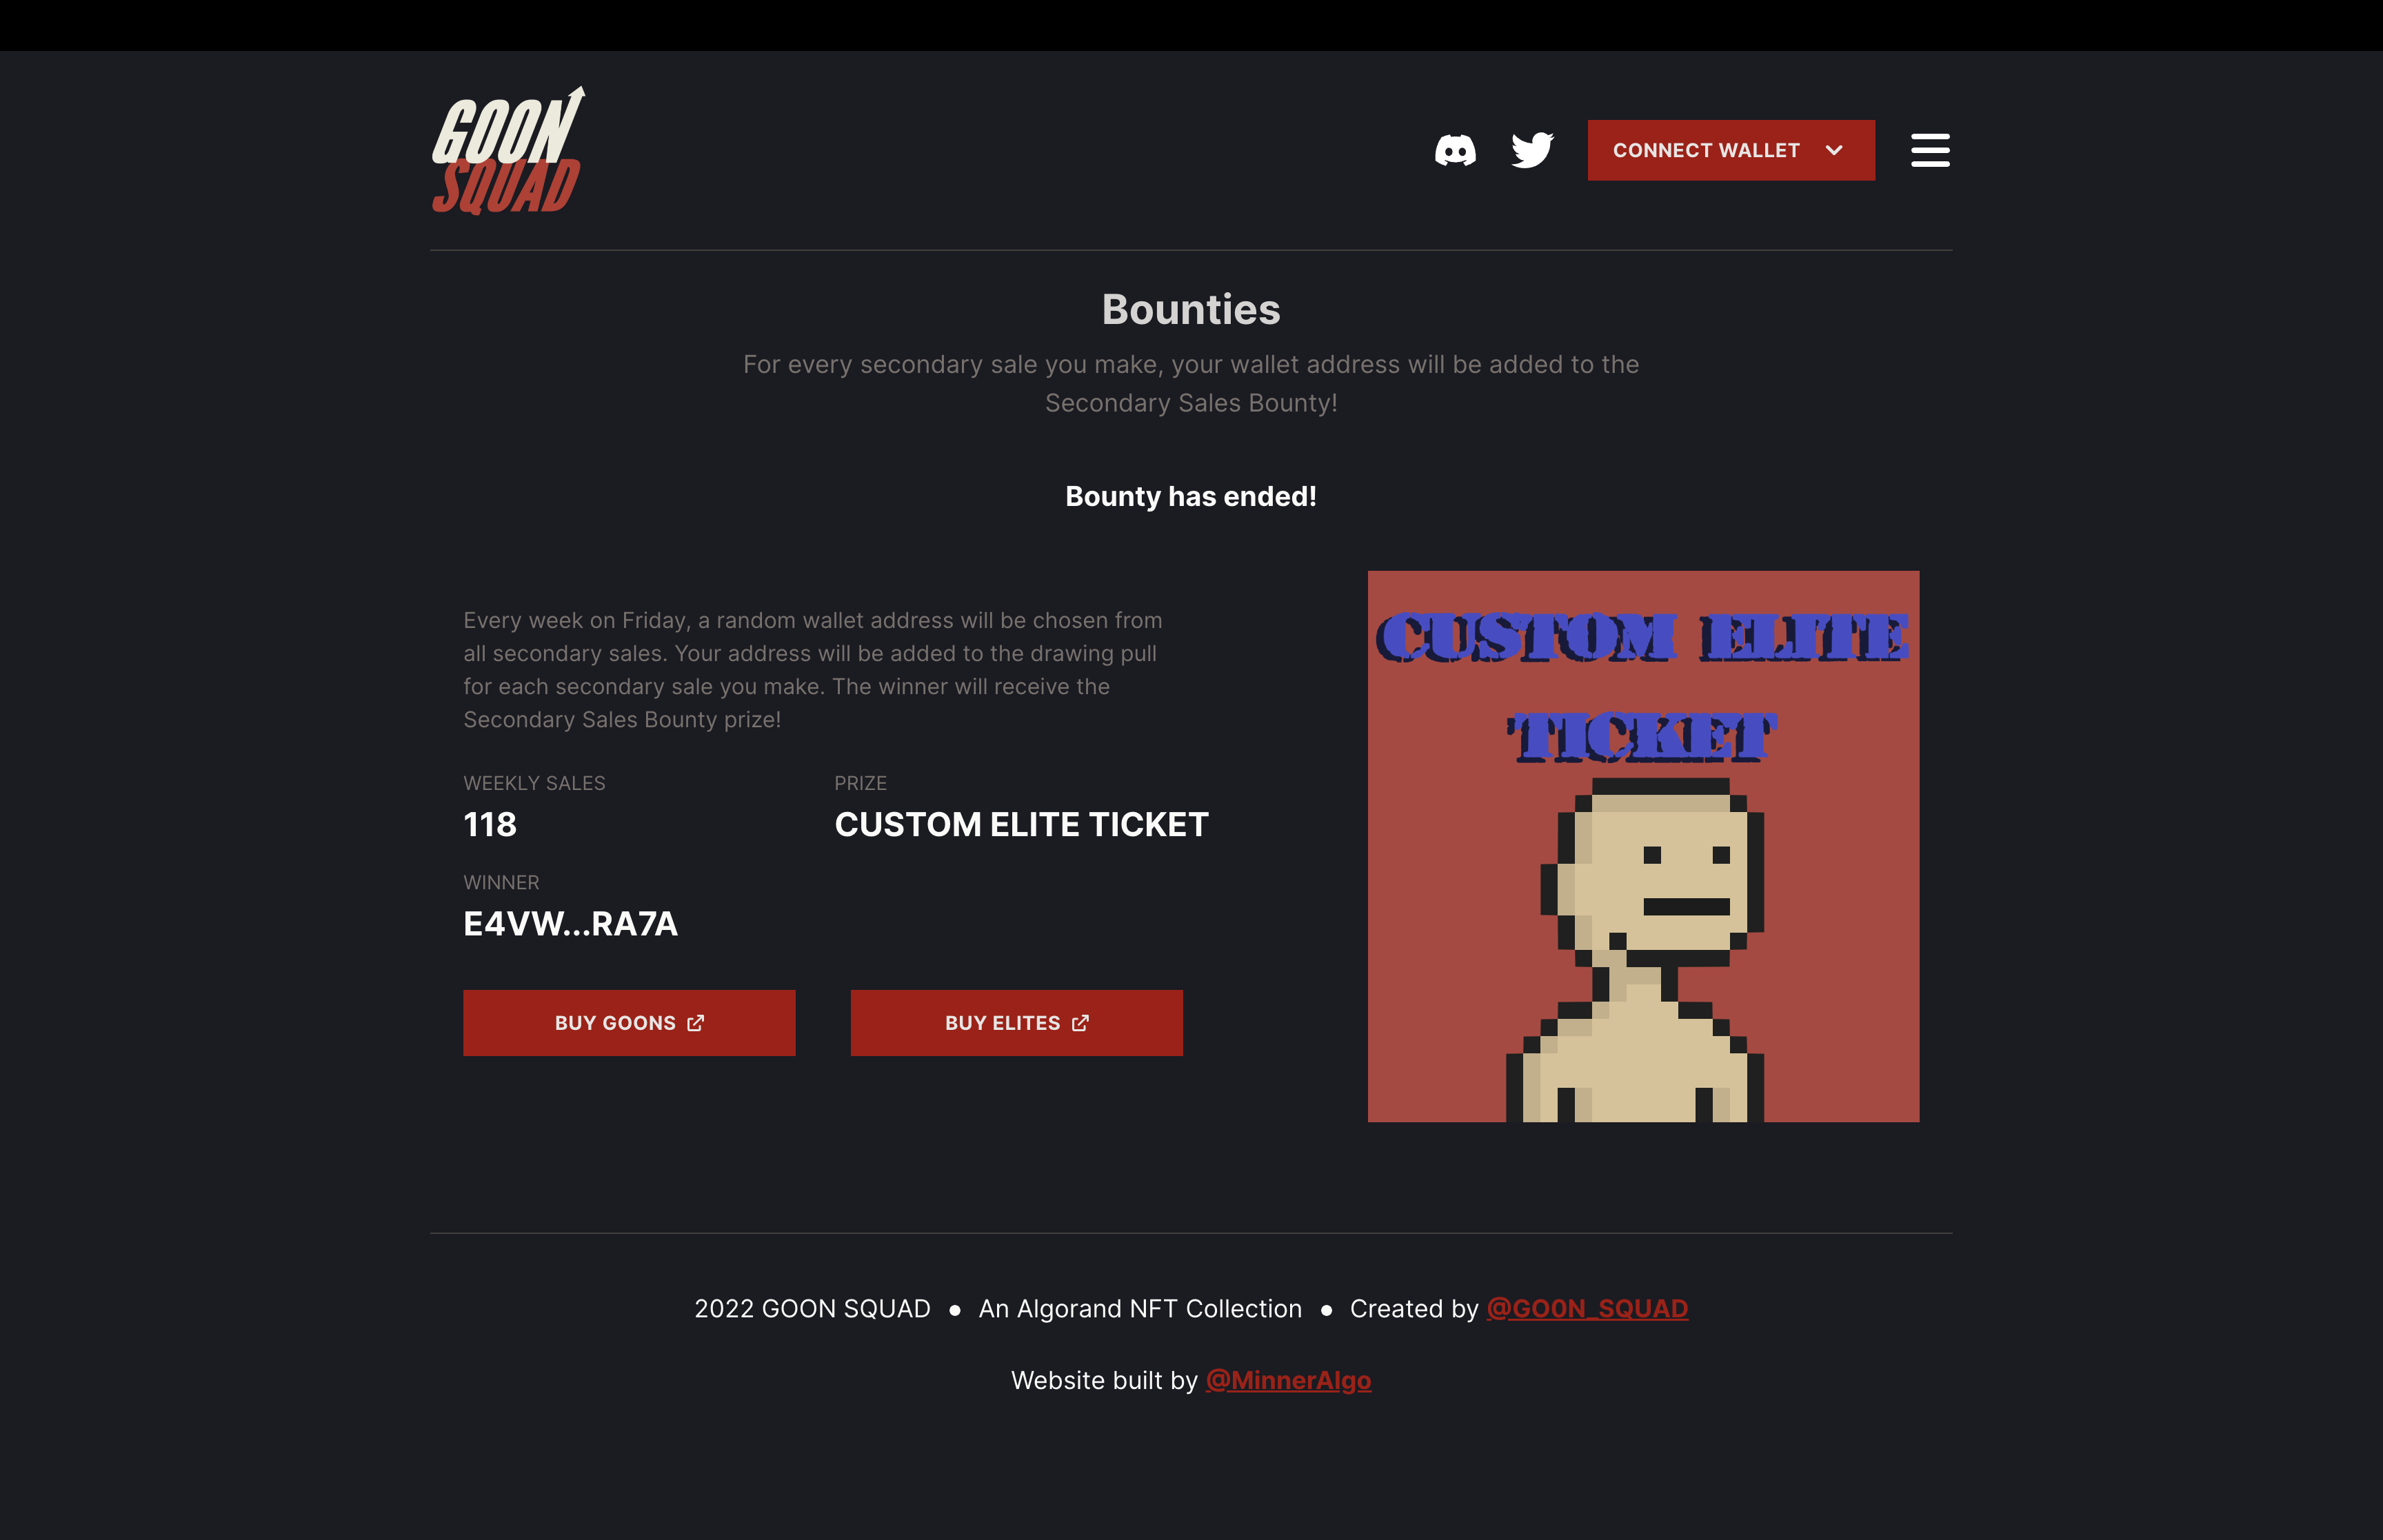 GOON
SQUAD
CONNECT WALLET
Bounties
For every secondary sale you make, your wallet address will be added to the
Secondary Sales Bounty!
Bounty has ended!
Every week on Friday, a random wallet address will be chosen from
all secondary sales. Your address will be added to the drawing pull
for each secondary sale you make. The winner will receive the
Secondary Sales Bounty prize!
WEEKLY SALES
118
PRIZE
CUSTOM ELITE TICKET
WINNER
E4VW...RA7A
BUY GOONS
BUY ELITES
CUSTOM ELITE
TICKET
2022 GOON SQUAD ● An Algorand NFT Collection ● Created by @GO0N_SQUAD
Website built by @MinnerAlgo